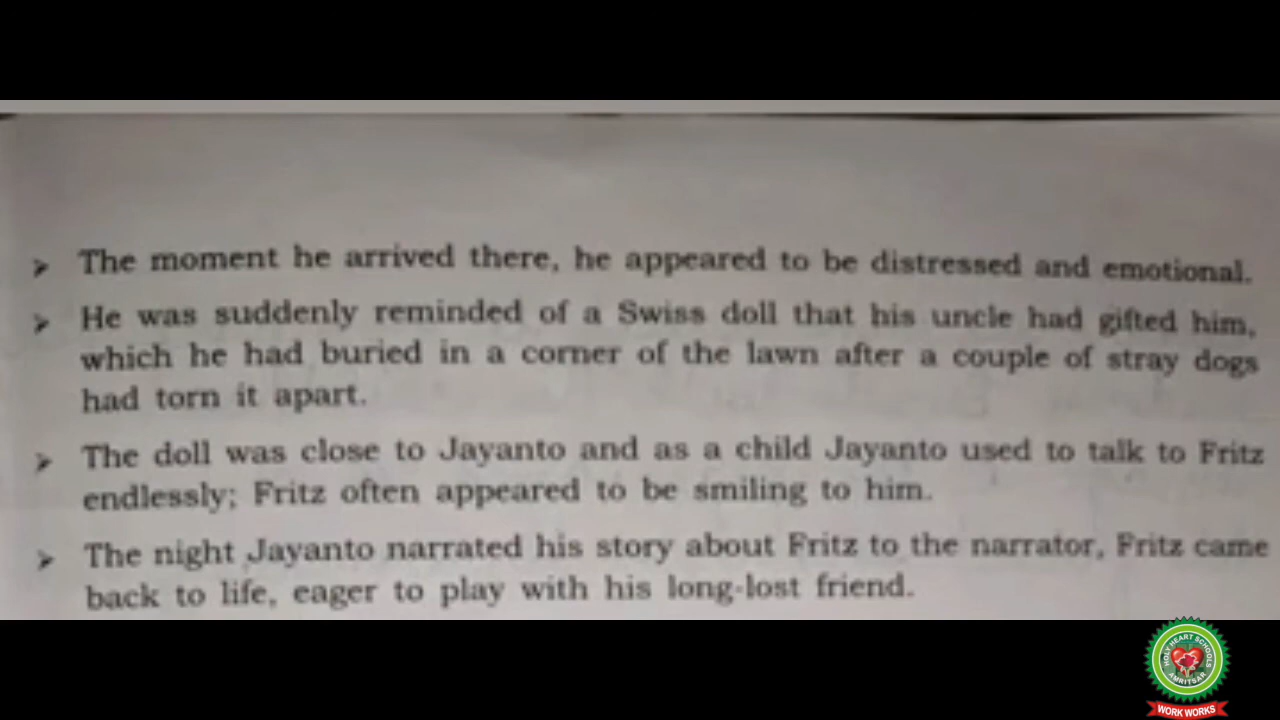 ➤ The moment he arrived there, he appeared to be distressed and emotional.
➤ He was suddenly reminded of a Swiss doll that his uncle had gifted him,
which he had buried in a corner of the lawn after a couple of stray dogs
had torn it apart.
➤ The doll was close to Jayanto and as a child Jayanto used to talk to Fritz
endlessly; Fritz often appeared to be smiling to him.
➤ The night Jayanto narrated his story about Fritz to the narrator, Fritz came
back to life, eager to play with his long-lost friend.
HOLY HEART SCHOOLS
AMRITSAR
WORK WORKS